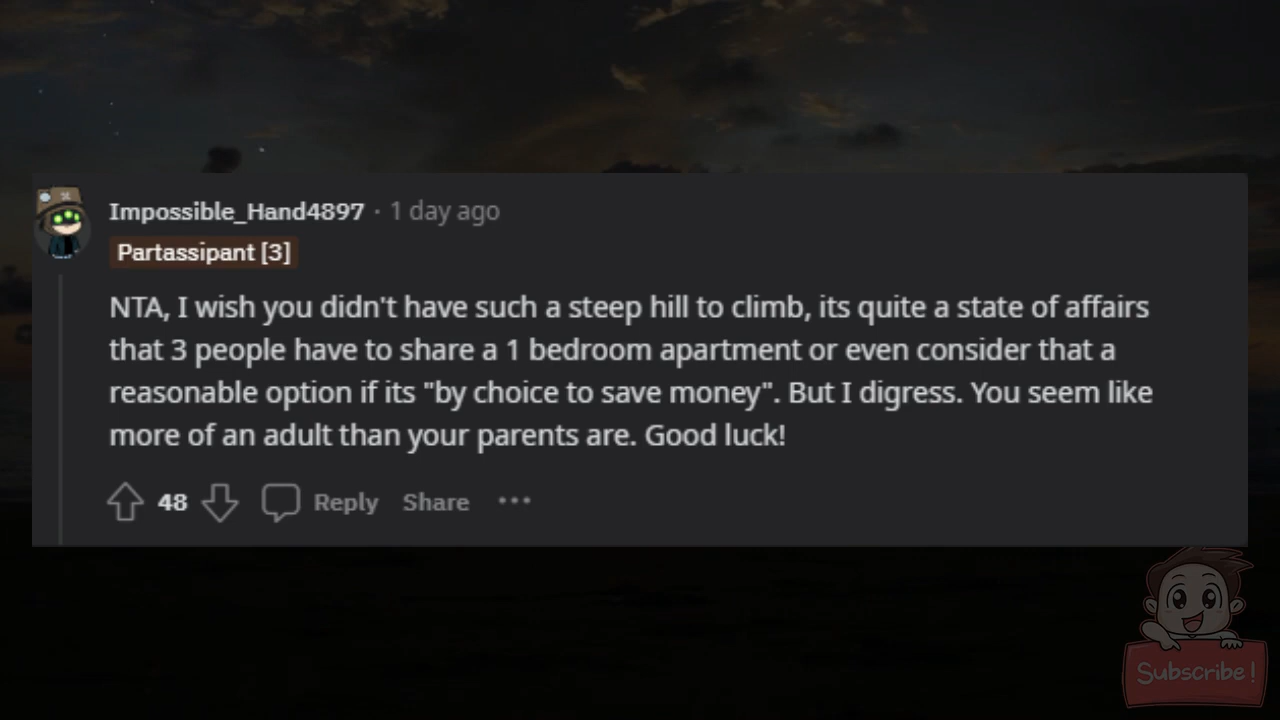 Impossible_Hand4897 · 1 day ago
Partassipant [3]
NTA, I wish you didn't have such a steep hill to climb, its quite a state of affairs
that 3 people have to share a 1 bedroom apartment or even consider that a
reasonable option if its "by choice to save money". But I digress. You seem like
more of an adult than your parents are. Good luck!
48 Reply Share ···
Subscribe!